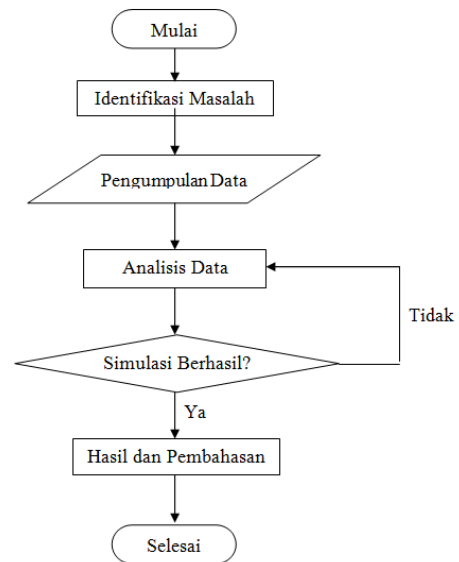 Mulai
Identifikasi Masalah
Pengumpulan Data
Analisis Data
Tidak
Simulasi Berhasil?
Ya
Hasil dan Pembahasan
Selesai